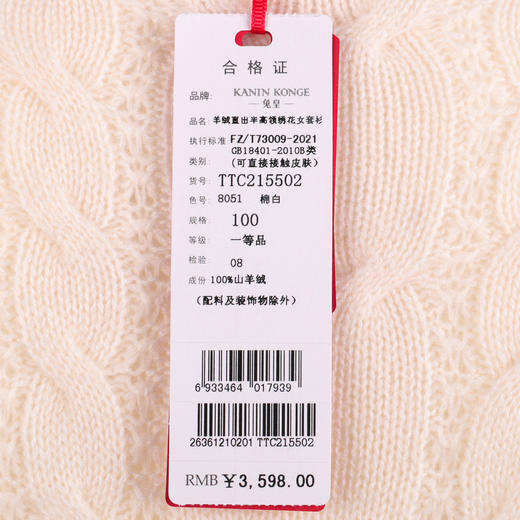 合格证
品牌: KANIN KONGE
兔皇
品名: 羊绒直出半高领绣花女套衫
执行标准: FZ/T73009-2021
GB18401-2010B类
类别: (可直接接触皮肤)
货号: TTC215502
色号: 8051 棉白
规格: 100
等级: 一等品
检验: 08
成份: 100%山羊绒
(配料及装饰物除外)
6 933464 017939
26361210201 TTC215502
RMB ¥3,598.00